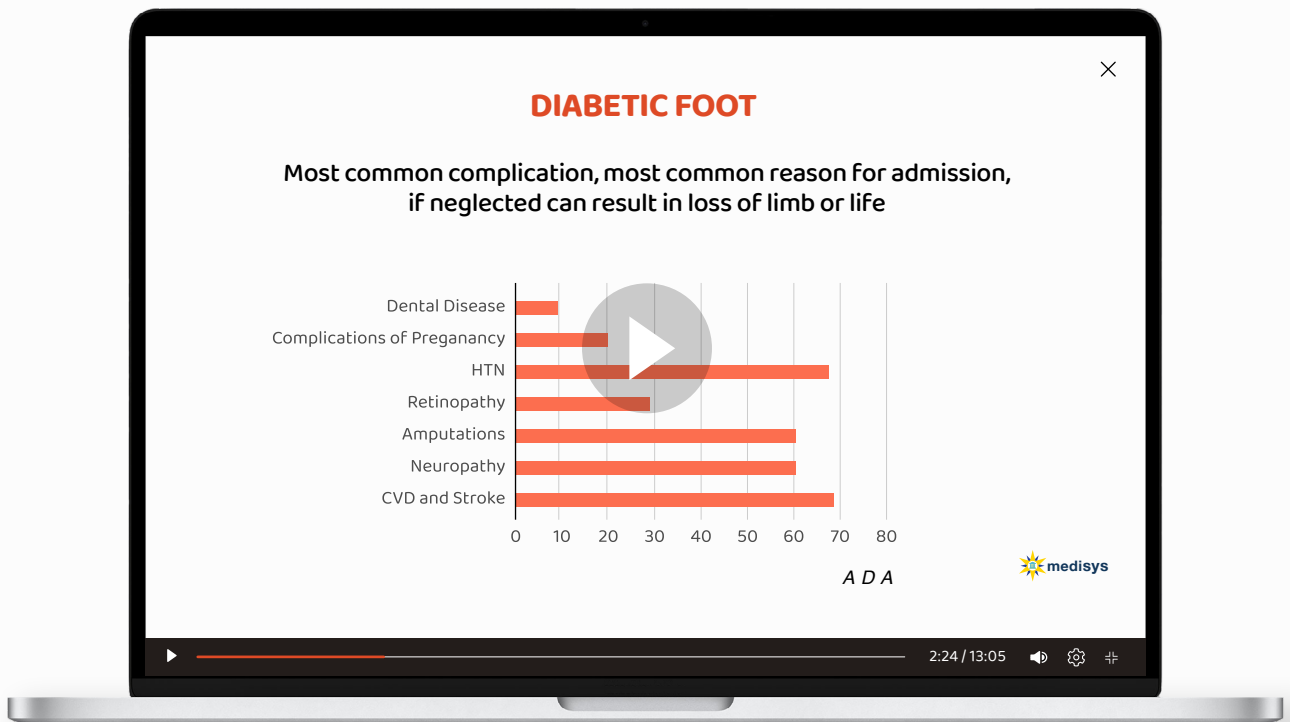 DIABETIC FOOT
Most common complication, most common reason for admission,
if neglected can result in loss of limb or life
Dental Disease
Complications of Preganancy
HTN
Retinopathy
Amputations
Neuropathy
CVD and Stroke
0 10 20 30 40 50 60 70 80
A D A
medisys
2:24 / 13:05